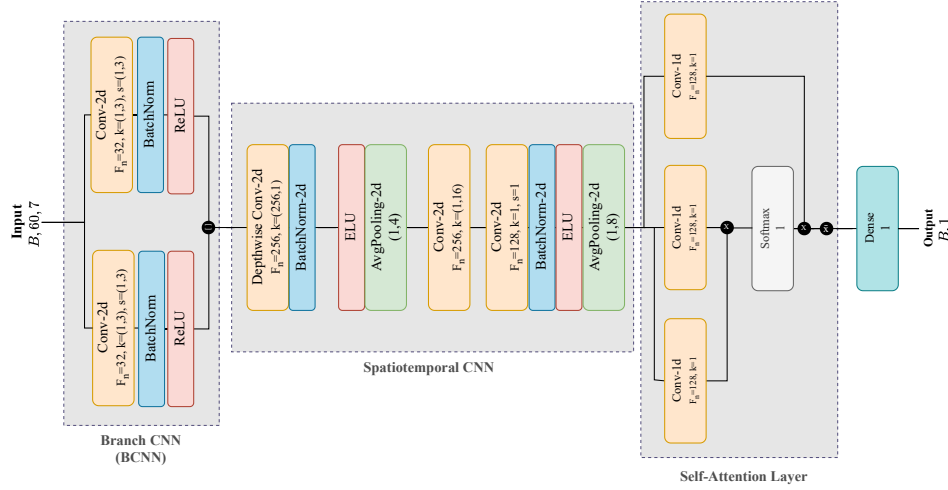 Input
B, 60, 7
Conv-2d
Fn=32, k=(1,3), s=(1,3)
BatchNorm
ReLU
Conv-2d
Fn=32, k=(1,3), s=(1,3)
BatchNorm
ReLU
[]
Branch CNN
(BCNN)
Depthwise Conv-2d
Fn=256, k=(256,1)
BatchNorm-2d
ELU
AvgPooling-2d
(1,4)
Conv-2d
Fn=256, k=(1,16)
Conv-2d
Fn=128, k=1, s=1
BatchNorm-2d
ELU
AvgPooling-2d
(1,8)
Spatiotemporal CNN
Conv-1d
Fn=128, k=1
Conv-1d
Fn=128, k=1
Conv-1d
Fn=128, k=1
x
Softmax
1
x
Self-Attention Layer
Dense
1
Output
B, 1